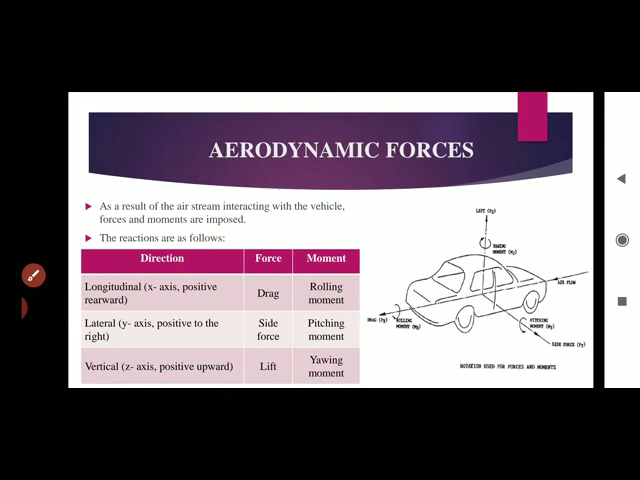 AERODYNAMIC FORCES
As a result of the air stream interacting with the vehicle,
forces and moments are imposed.
The reactions are as follows:
Direction Force Moment
Longitudinal (x- axis, positive
rearward)
Drag
Rolling
moment
Lateral (y- axis, positive to the
right)
Side
force
Pitching
moment
Vertical (z- axis, positive upward)
Lift
Yawing
moment
LIFT
YAWING
MOMENT
AIR FLOW
DRAG
ROLLING
MOMENT
PITCHING
MOMENT
SIDE FORCE
NOTATION USED FOR FORCES AND MOMENTS